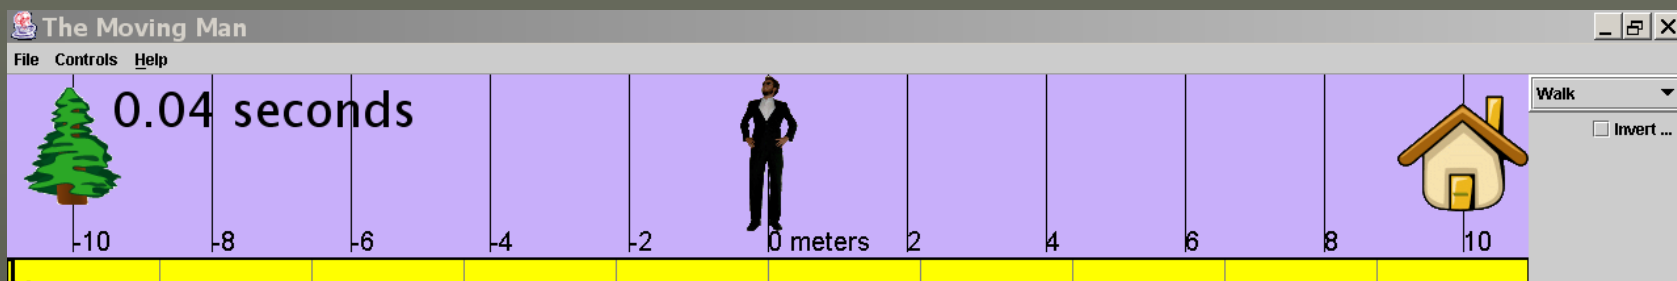 The Moving Man
File Controls Help
Walk
0.04 seconds
Invert ...
-10 -8 -6 -4 -2 0 meters 2 4 6 8 10